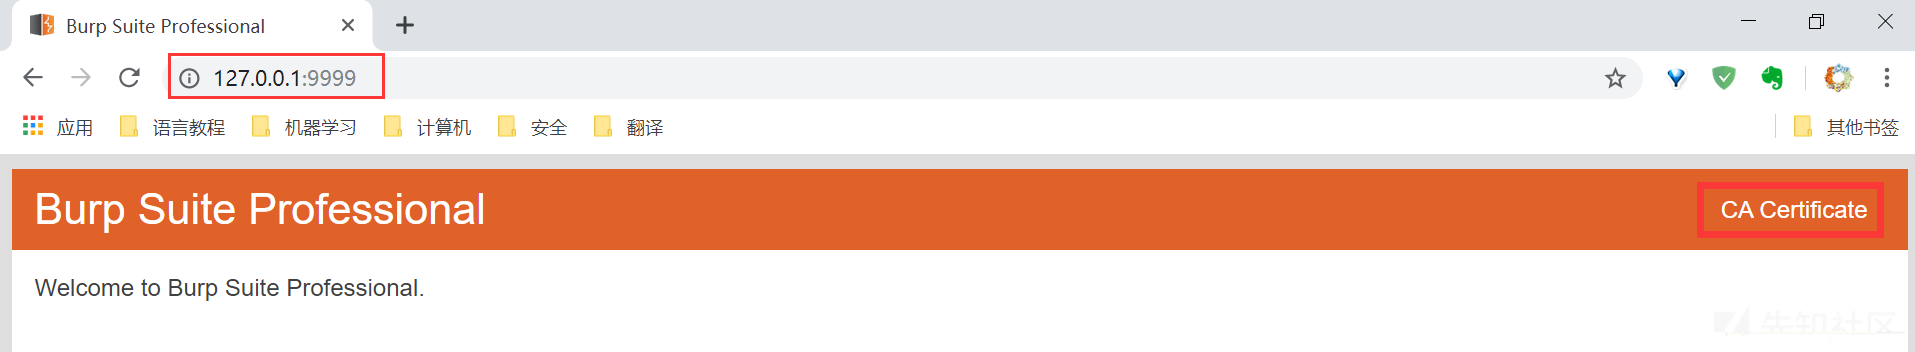 Burp Suite Professional
127.0.0.1:9999
应用 语言教程 机器学习 计算机 安全 翻译 其他书签
Burp Suite Professional CA Certificate
Welcome to Burp Suite Professional.
先知社区